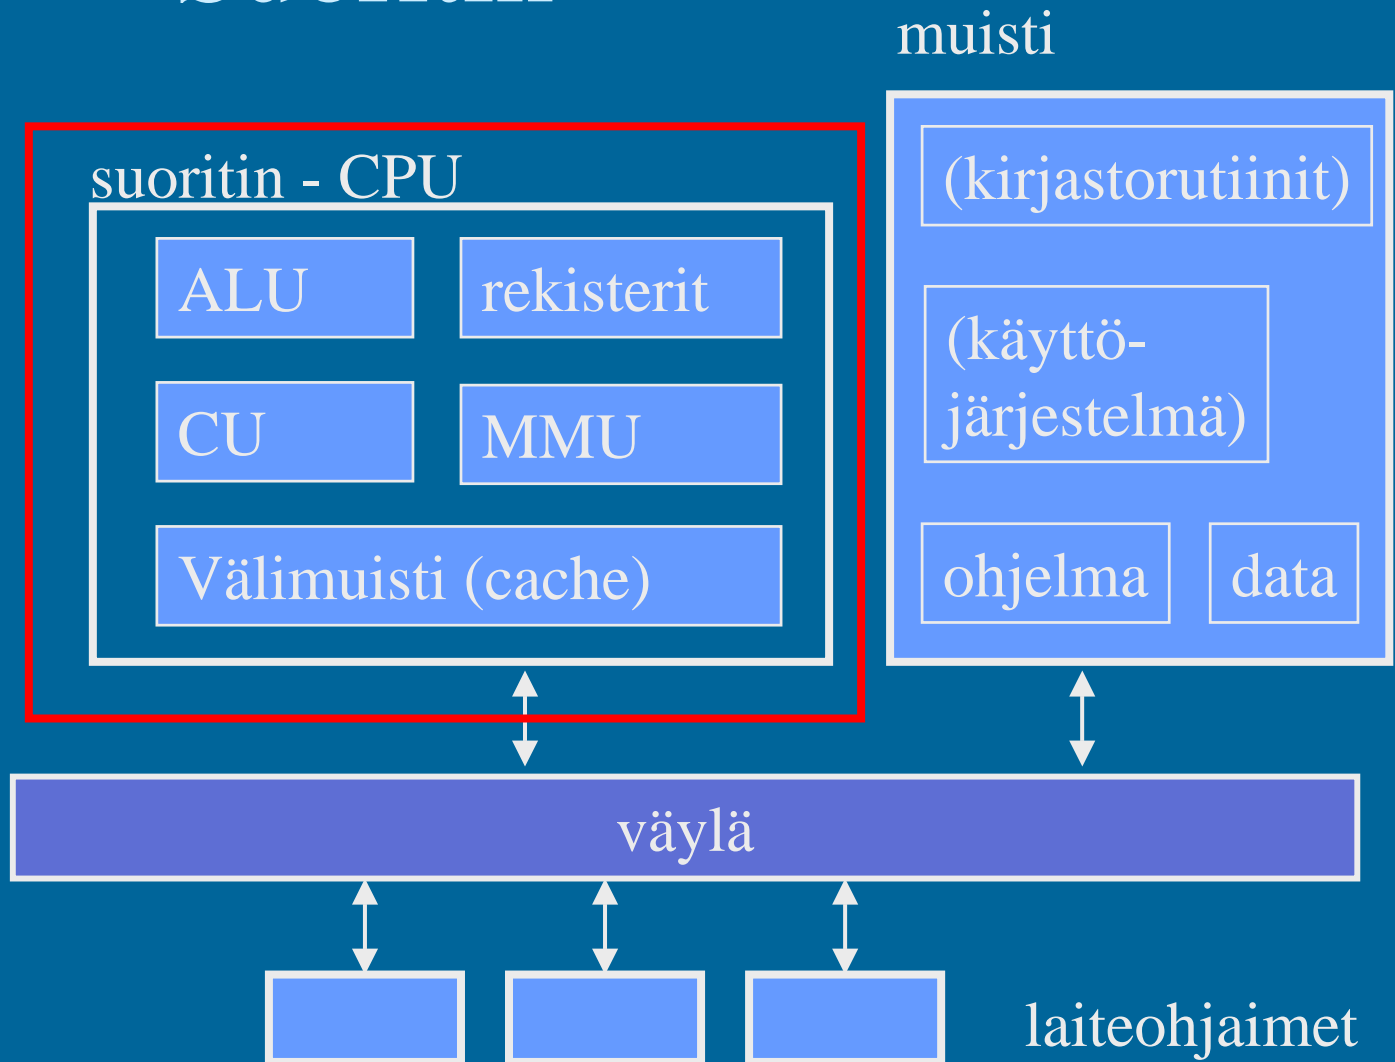 muisti
suoritin - CPU
ALU
rekisterit
CU
MMU
Välimuisti (cache)
(kirjastorutiinit)
(käyttö-
järjestelmä)
ohjelma
data
väylä
laiteohjaimet